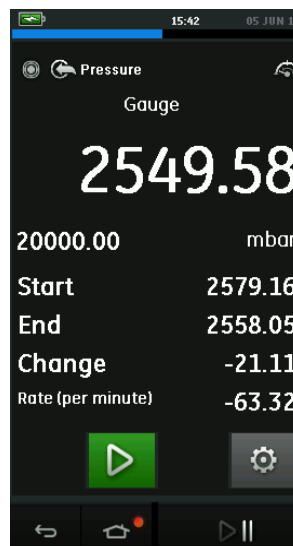 15:42 05 JUN 1
Pressure
Gauge
2549.58
20000.00 mbar
Start 2579.16
End 2558.05
Change -21.11
Rate (per minute) -63.32